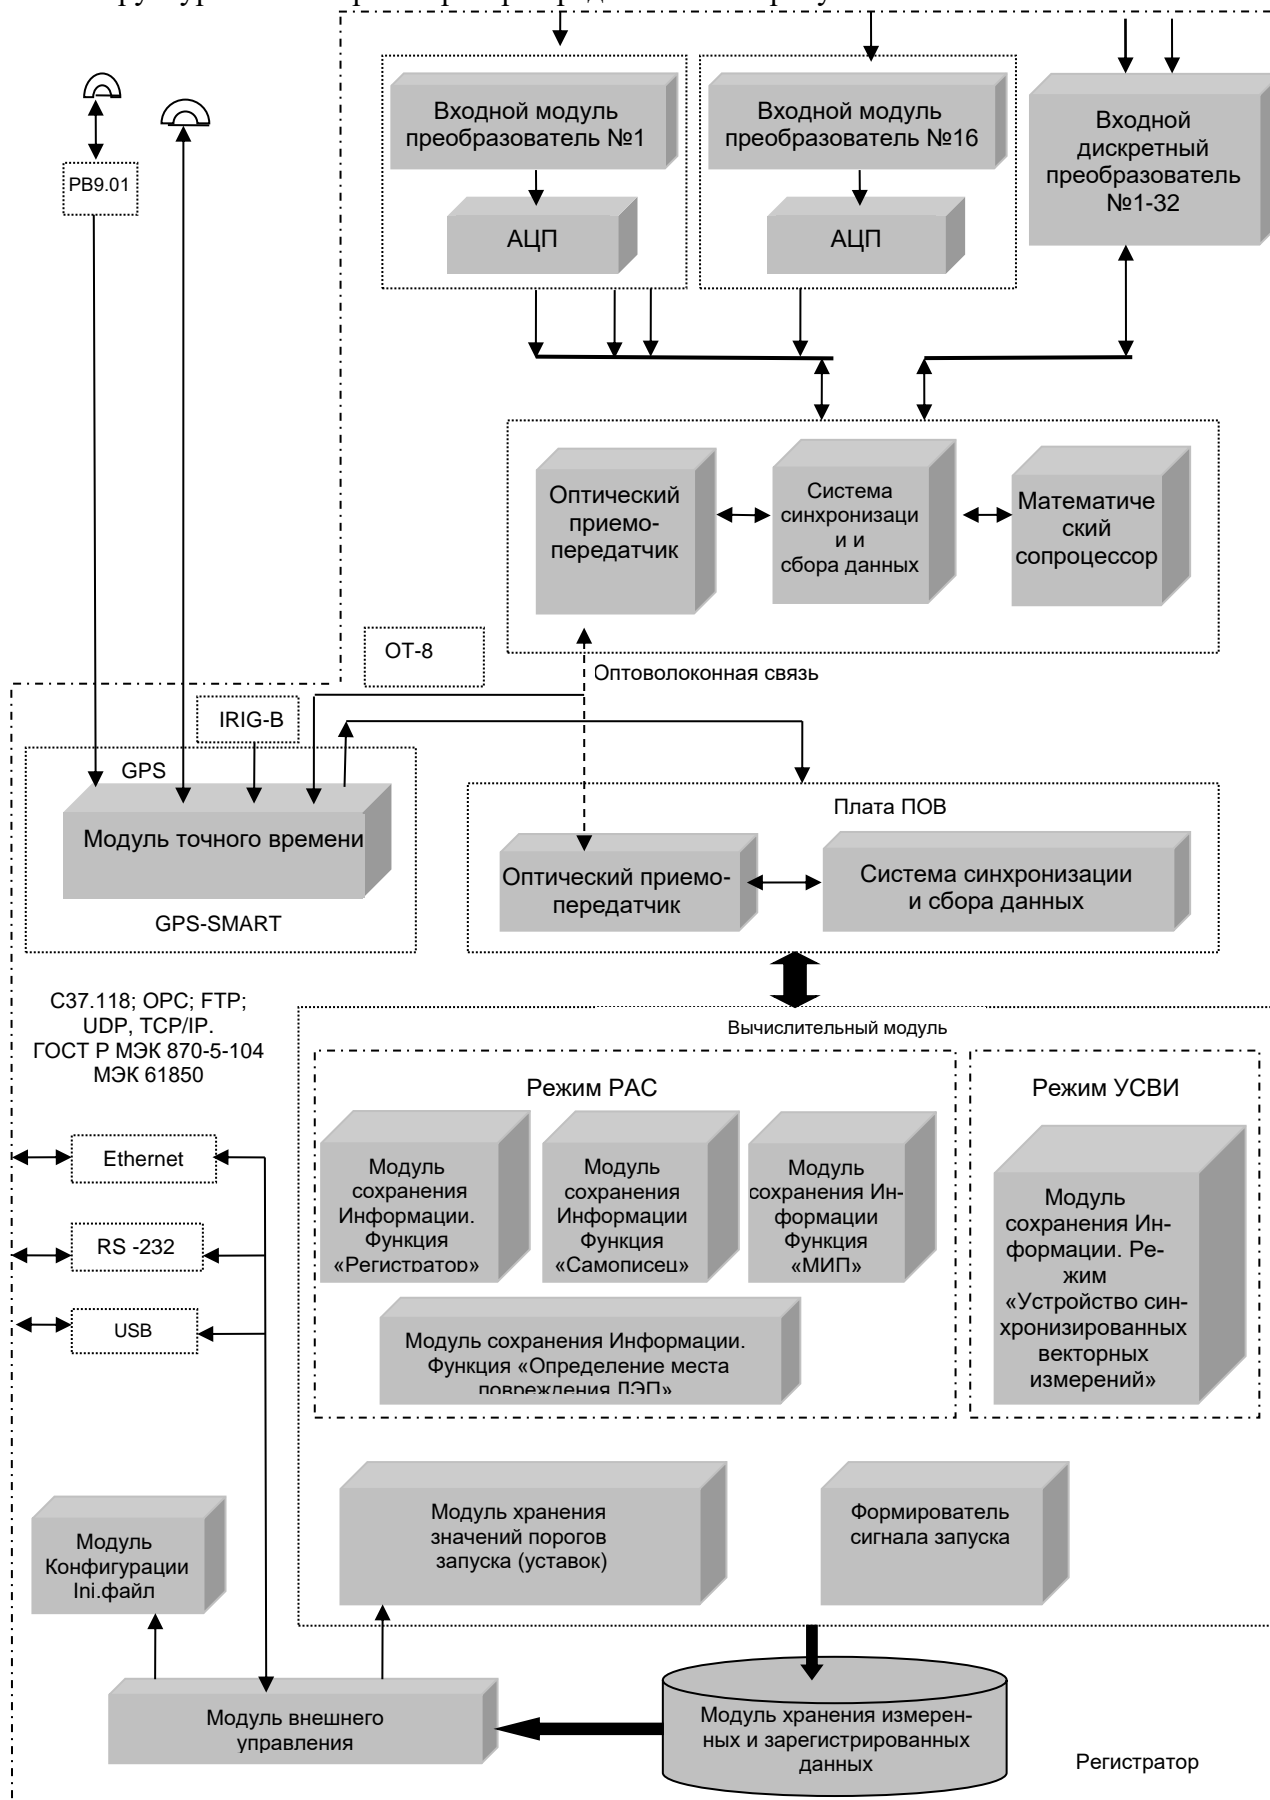 Входной модуль
преобразователь №1
Входной модуль
преобразователь №16
Входной
дискретный
преобразователь
№1-32
РВ9.01
АЦП
АЦП
Оптический
приемо-
передатчик
Система
синхронизаци
и и
сбора данных
Математиче
ский
сопроцессор
ОТ-8
Оптоволоконная связь
IRIG-B
GPS
Модуль точного времени
GPS-SMART
Плата ПОВ
Оптический приемо-
передатчик
Система синхронизации
и сбора данных
C37.118; OPC; FTP;
UDP, TCP/IP.
ГОСТ Р МЭК 870-5-104
МЭК 61850
Вычислительный модуль
Режим РАС
Режим УСВИ
Модуль
сохранения
Информации.
Функция
«Регистратор»
Модуль
сохранения
Информации
Функция
«Самописец»
Модуль
сохранения Ин-
формации
Функция
«МИП»
Модуль
сохранения Ин-
формации. Ре-
жим
«Устройство син-
хронизированных
векторных
измерений»
Модуль сохранения Информации.
Функция «Определение места
повреждения ЛЭП»
Ethernet
RS -232
USB
Модуль
Конфигурации
Ini.файл
Модуль хранения
значений порогов
запуска (уставок)
Формирователь
сигнала запуска
Модуль внешнего
управления
Модуль хранения измерен-
ных и зарегистрированных
данных
Регистратор